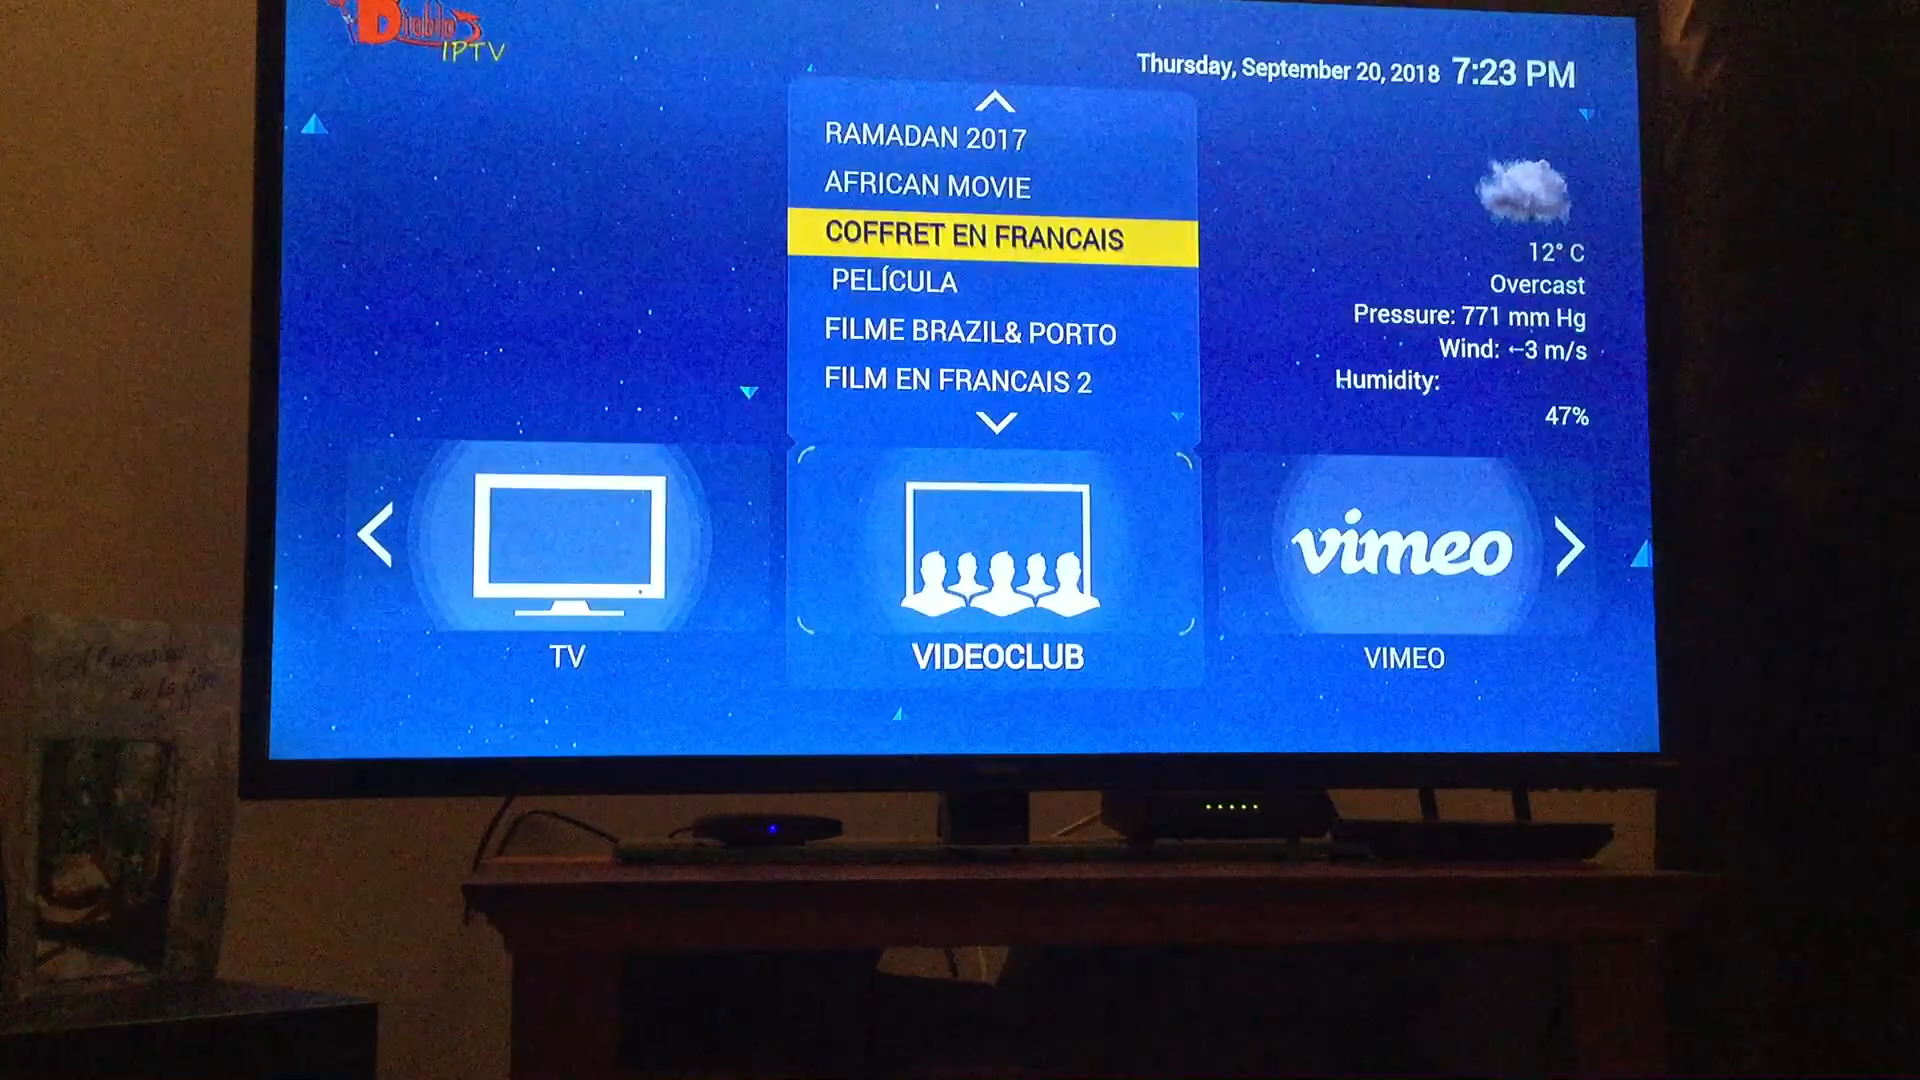 Diablo
IPTV
Thursday, September 20, 2018 7:23 PM
RAMADAN 2017
AFRICAN MOVIE
COFFRET EN FRANCAIS
PELÍCULA
FILME BRAZIL& PORTO
FILM EN FRANCAIS 2
12° C
Overcast
Pressure: 771 mm Hg
Wind: ←3 m/s
Humidity:
47%
vimeo
TV
VIDEOCLUB
VIMEO